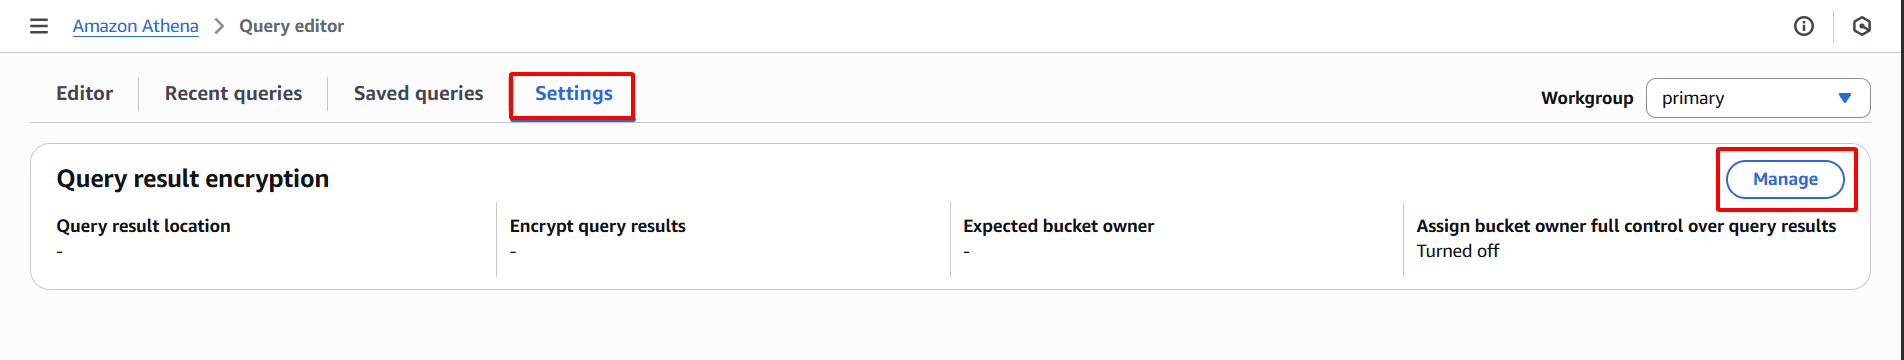 Amazon Athena > Query editor
Editor Recent queries Saved queries Settings Workgroup primary
Query result encryption Manage
Query result location Encrypt query results Expected bucket owner Assign bucket owner full control over query results
- - - Turned off